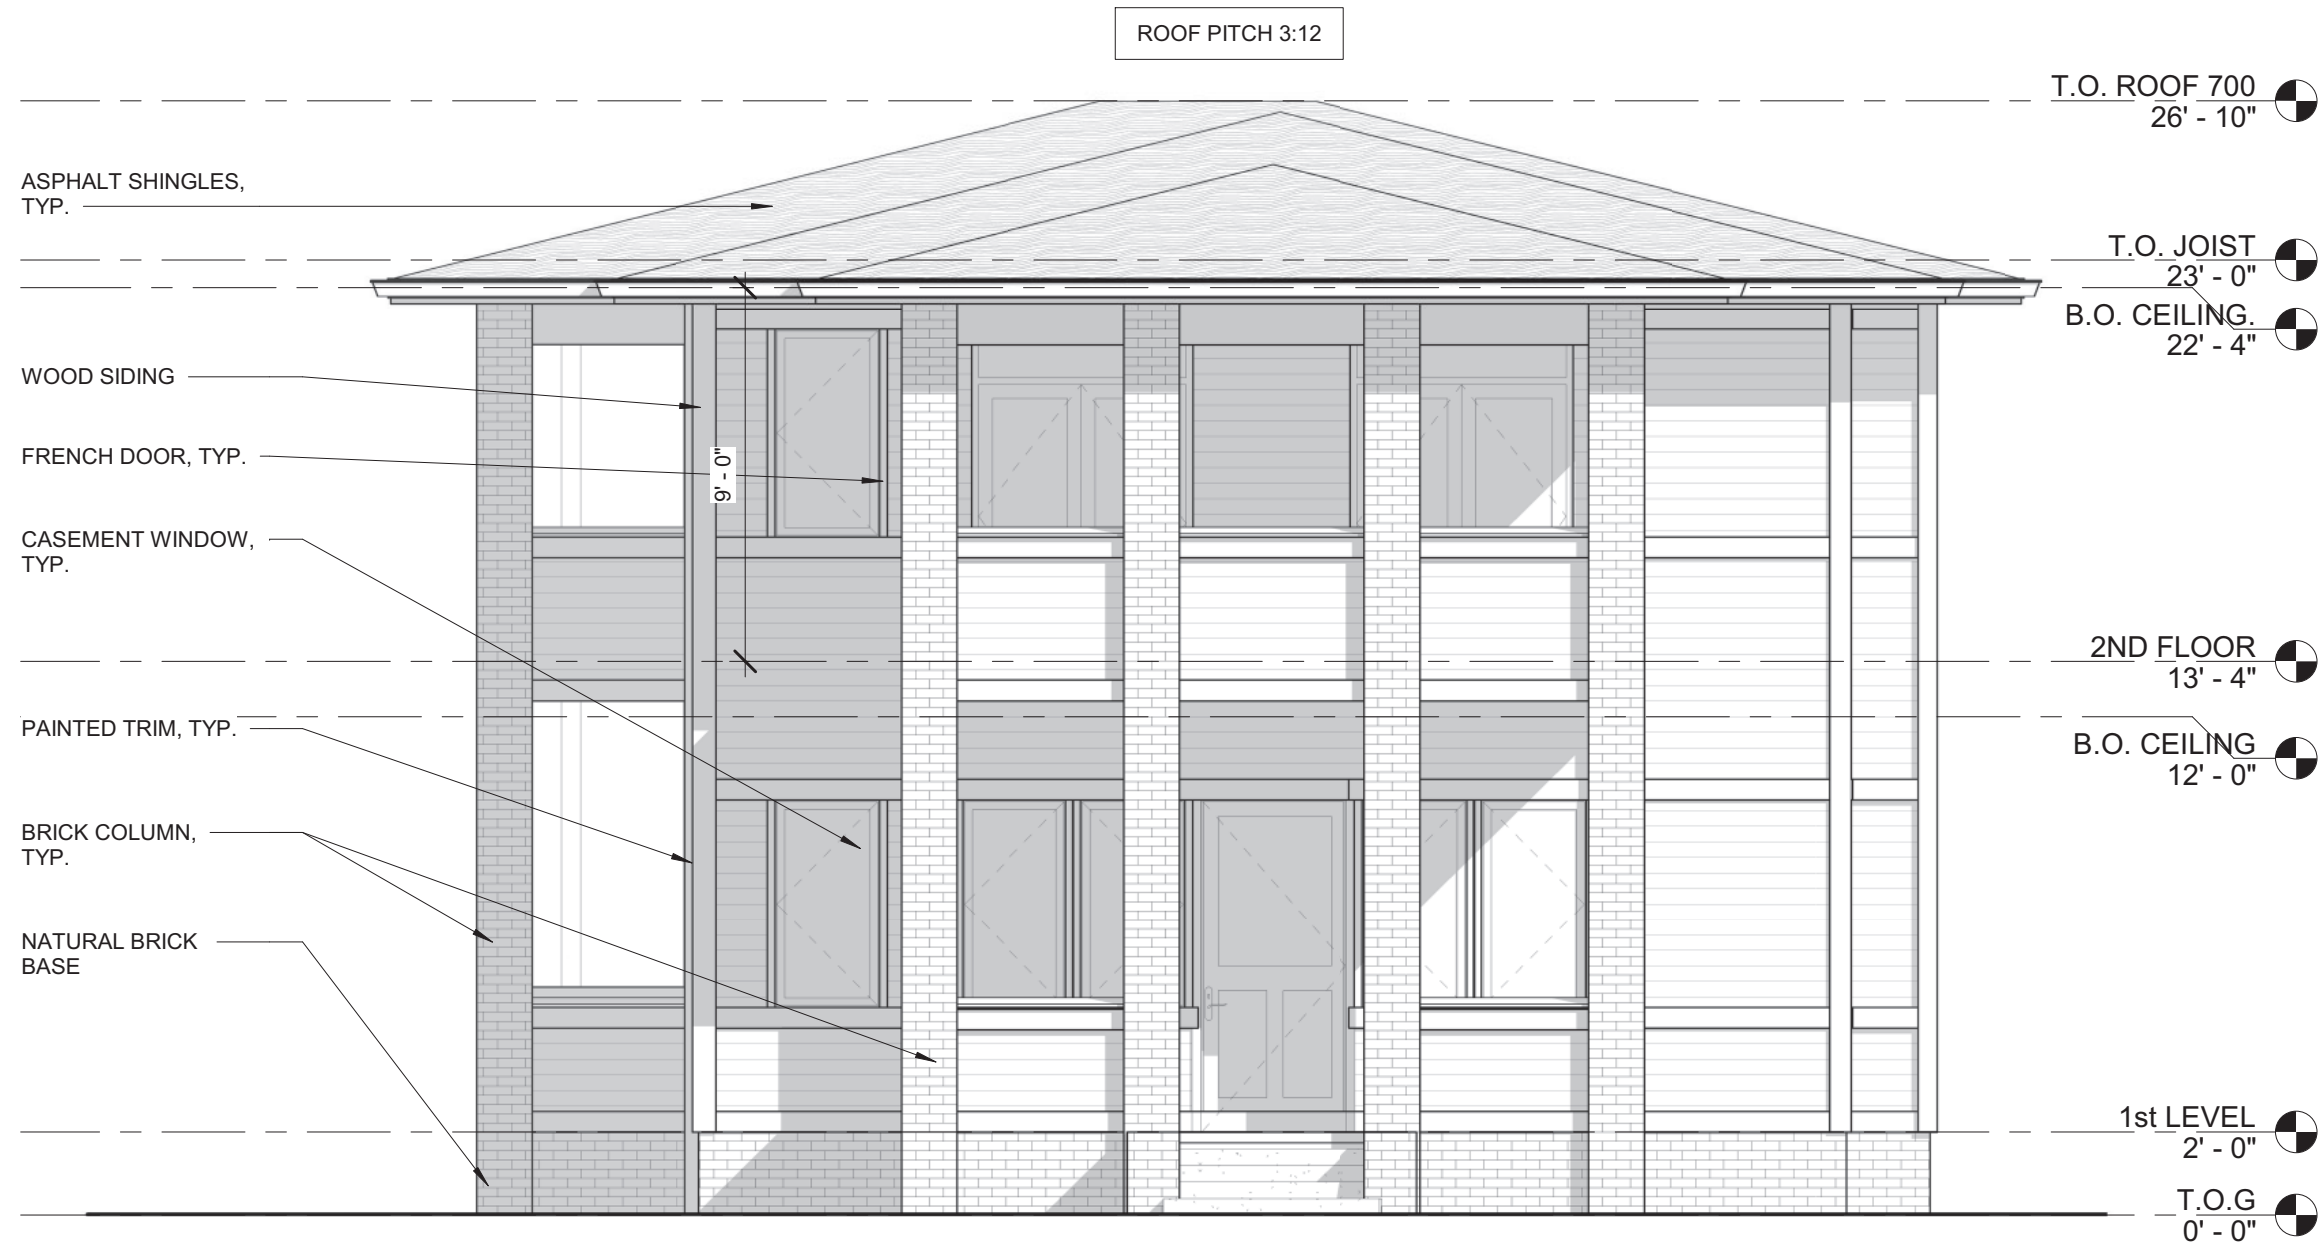 ROOF PITCH 3:12
T.O. ROOF 700
26' - 10"
ASPHALT SHINGLES,
TYP.
T.O. JOIST
23' - 0"
B.O. CEILING.
22' - 4"
WOOD SIDING
FRENCH DOOR, TYP.
9' - 0"
CASEMENT WINDOW,
TYP.
2ND FLOOR
13' - 4"
PAINTED TRIM, TYP.
B.O. CEILING
12' - 0"
BRICK COLUMN,
TYP.
NATURAL BRICK
BASE
1st LEVEL
2' - 0"
T.O.G
0' - 0"